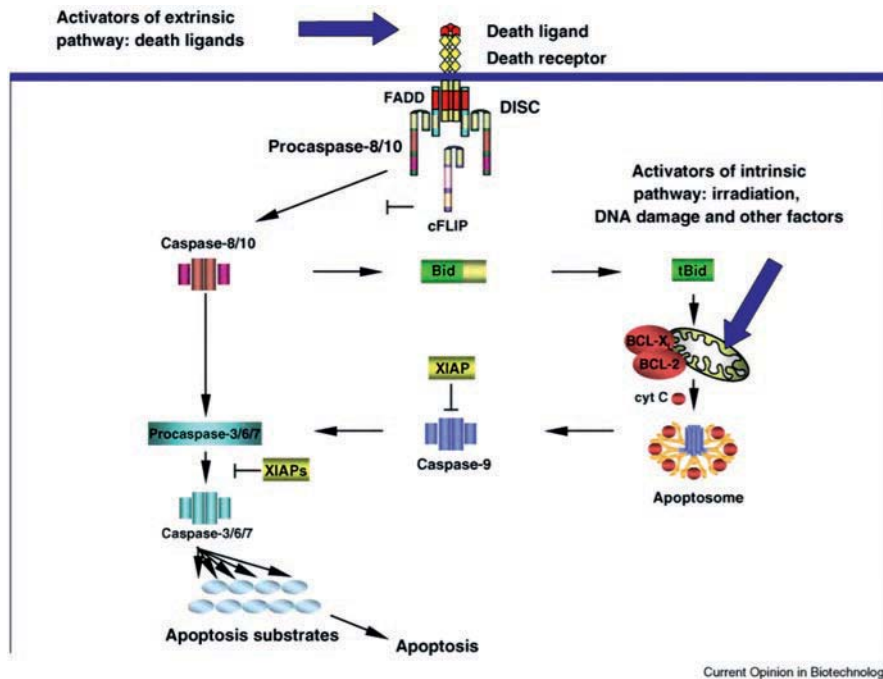 Activators of extrinsic
pathway: death ligands
Death ligand
Death receptor
FADD
DISC
Procaspase-8/10
Activators of intrinsic
pathway: irradiation,
DNA damage and other factors
cFLIP
Caspase-8/10
Bid
tBid
BCL-XL
BCL-2
XIAP
cyt C
Procaspase-3/6/7
Caspase-9
XIAPs
Apoptosome
Caspase-3/6/7
Apoptosis substrates
Apoptosis
Current Opinion in Biotechnolog